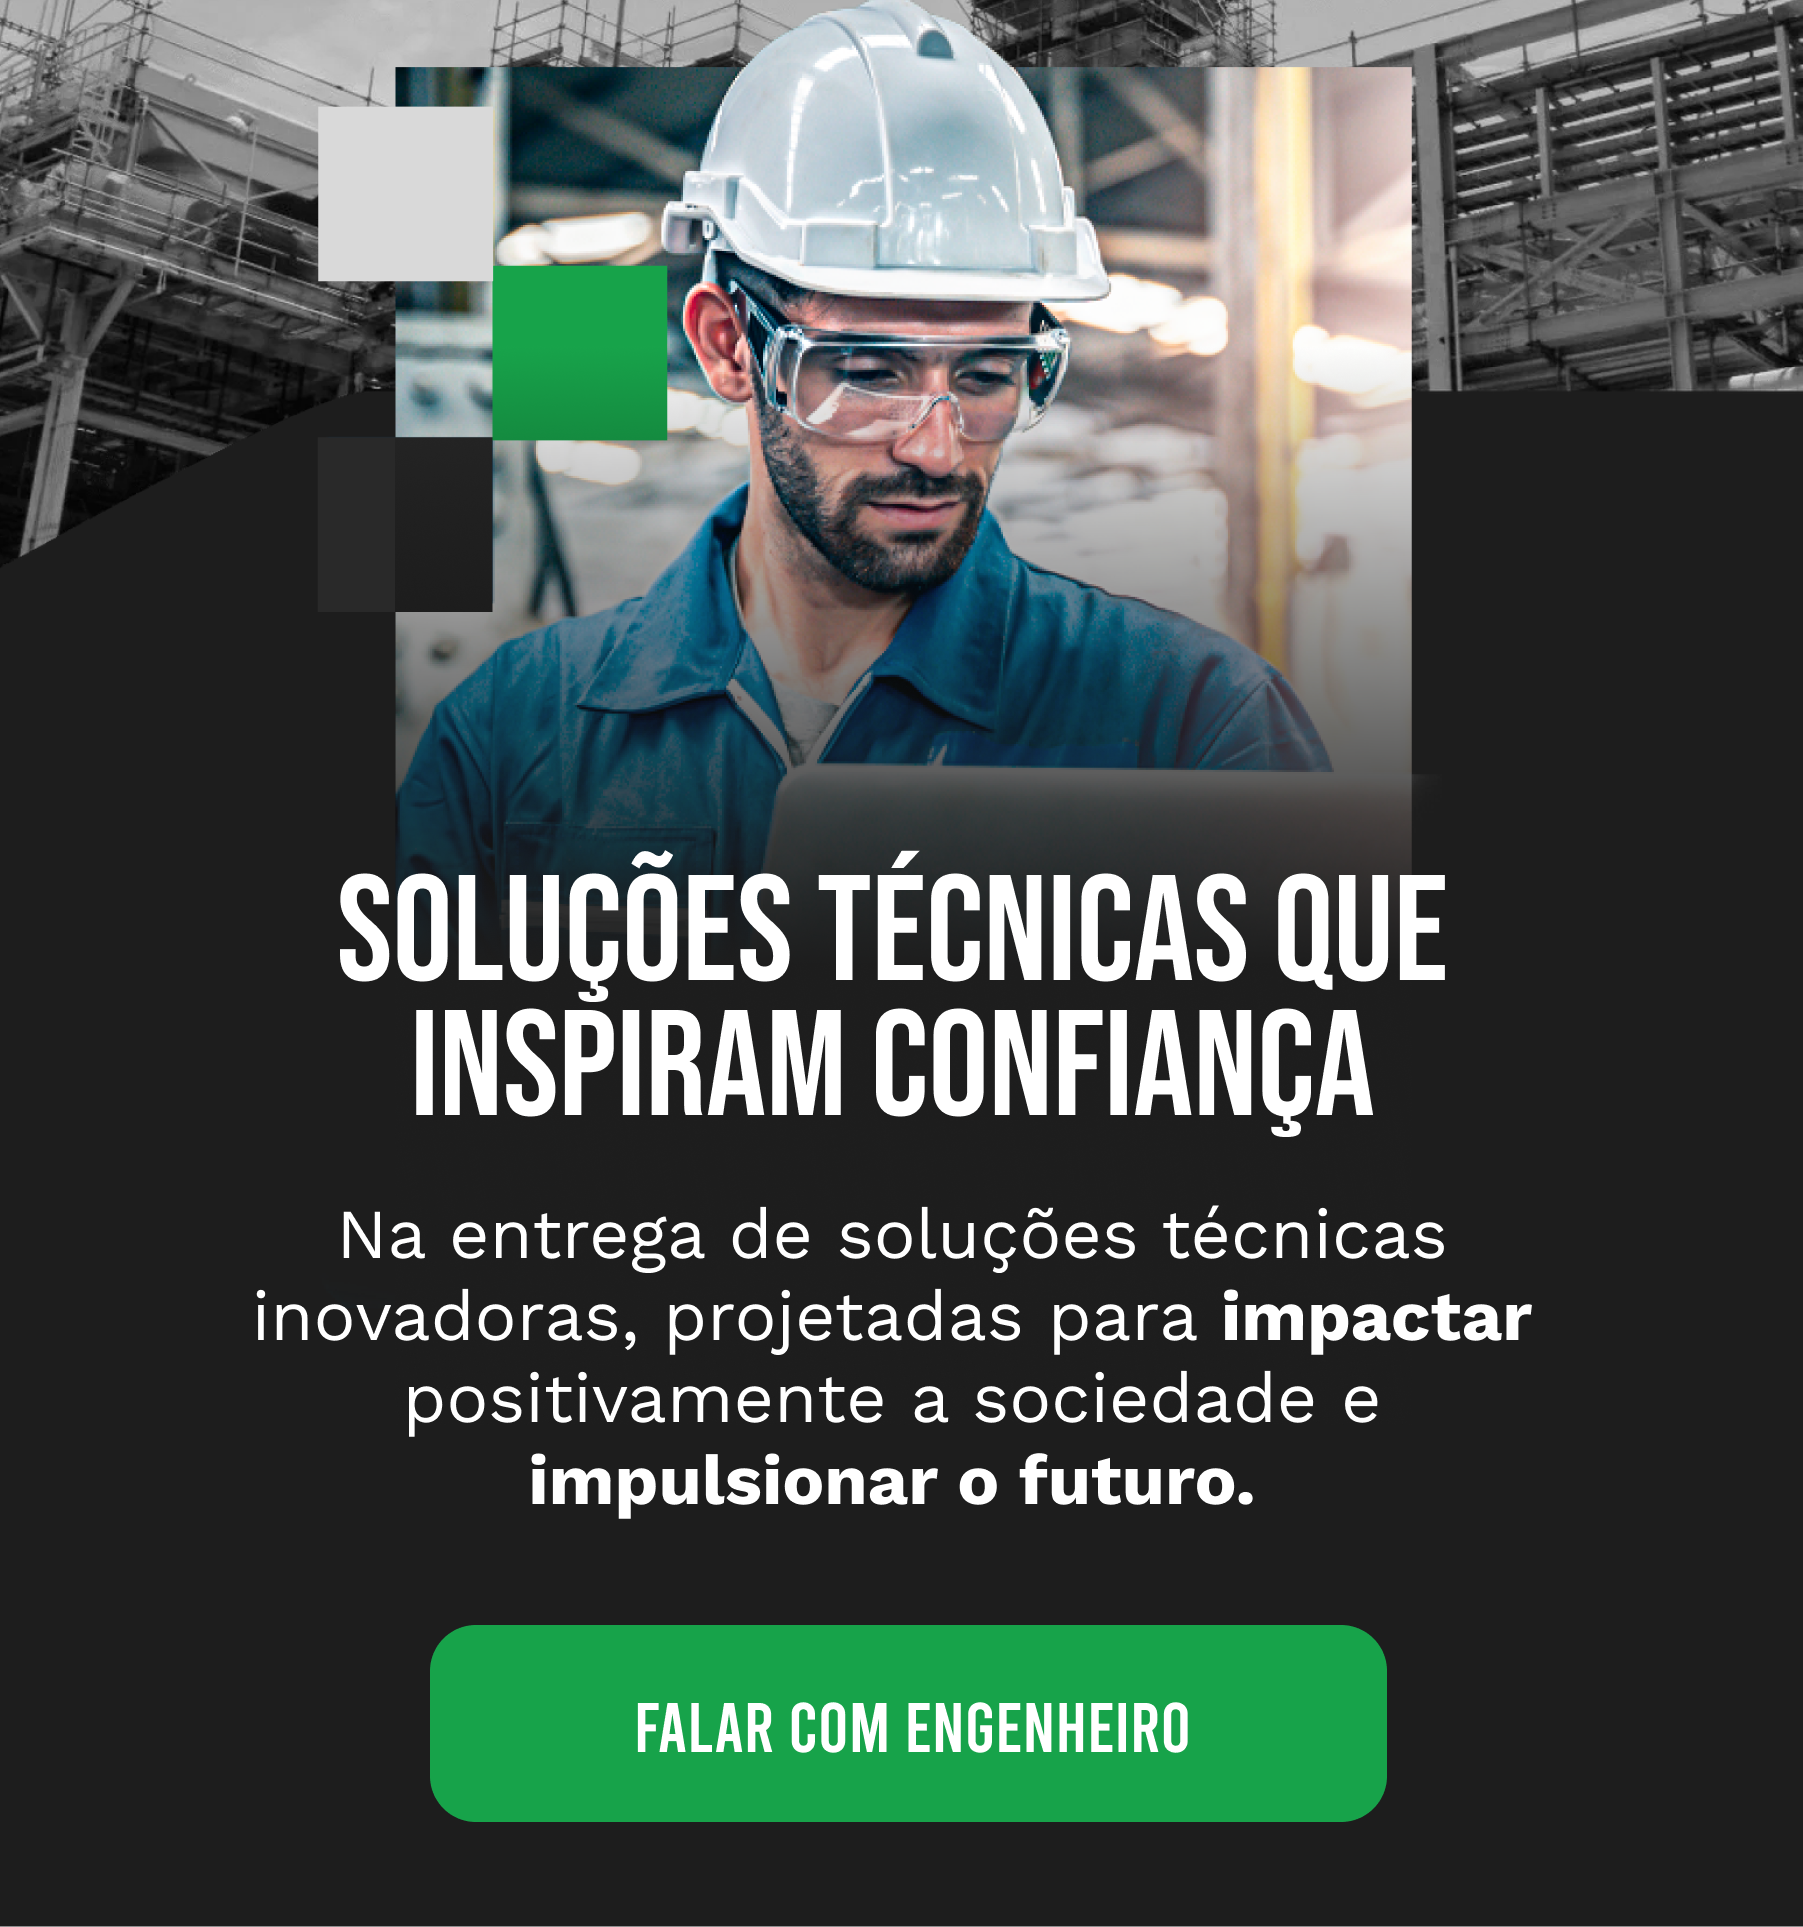 SOLUÇÕES TÉCNICAS QUE
INSPIRAM CONFIANÇA
Na entrega de soluções técnicas
inovadoras, projetadas para impactar
positivamente a sociedade e
impulsionar o futuro.
FALAR COM ENGENHEIRO